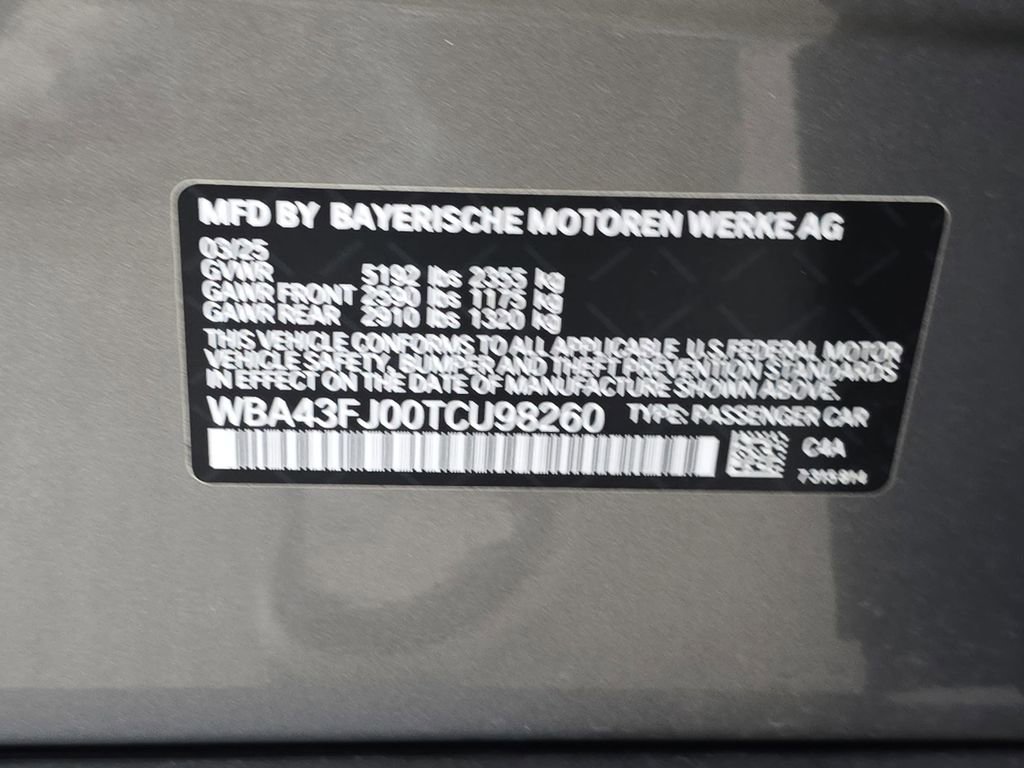 MFD BY BAYERISCHE MOTOREN WERKE AG
03/25
GVWR 5192 lbs 2355 kg
GAWR FRONT 2590 lbs 1175 kg
GAWR REAR 2910 lbs 1320 kg
THIS VEHICLE CONFORMS TO ALL APPLICABLE U.S.FEDERAL MOTOR
VEHICLE SAFETY, BUMPER AND THEFT PREVENTION STANDARDS
IN EFFECT ON THE DATE OF MANUFACTURE SHOWN ABOVE.
WBA43FJ00TCU98260 TYPE: PASSENGER CAR
C4A